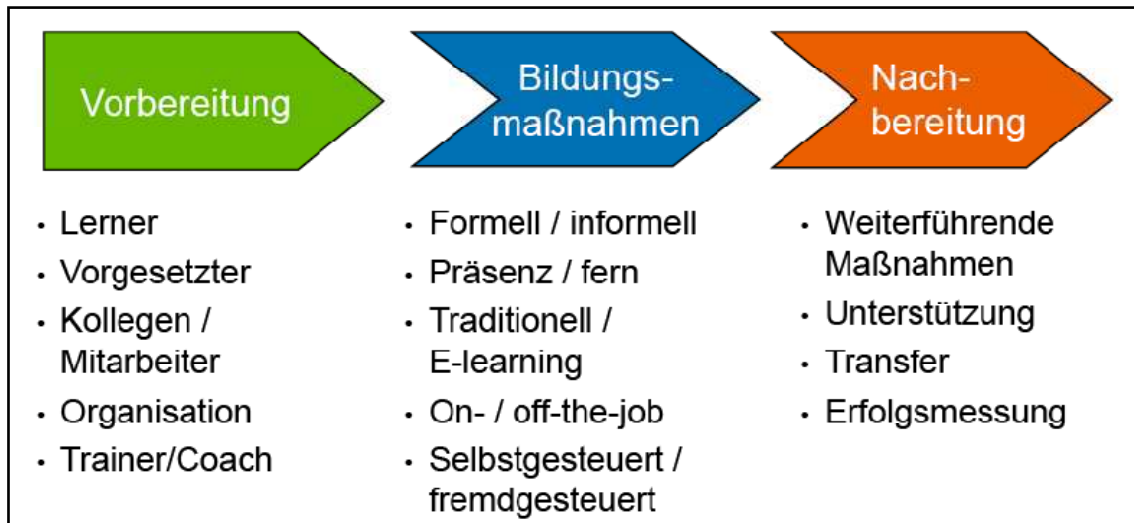 Vorbereitung
Bildungs-
maßnahmen
Nach-
bereitung
• Lerner
• Vorgesetzter
• Kollegen /
Mitarbeiter
• Organisation
• Trainer/Coach
• Formell / informell
• Präsenz / fern
• Traditionell /
E-learning
• On- / off-the-job
• Selbstgesteuert /
fremdgesteuert
• Weiterführende
Maßnahmen
• Unterstützung
• Transfer
• Erfolgsmessung